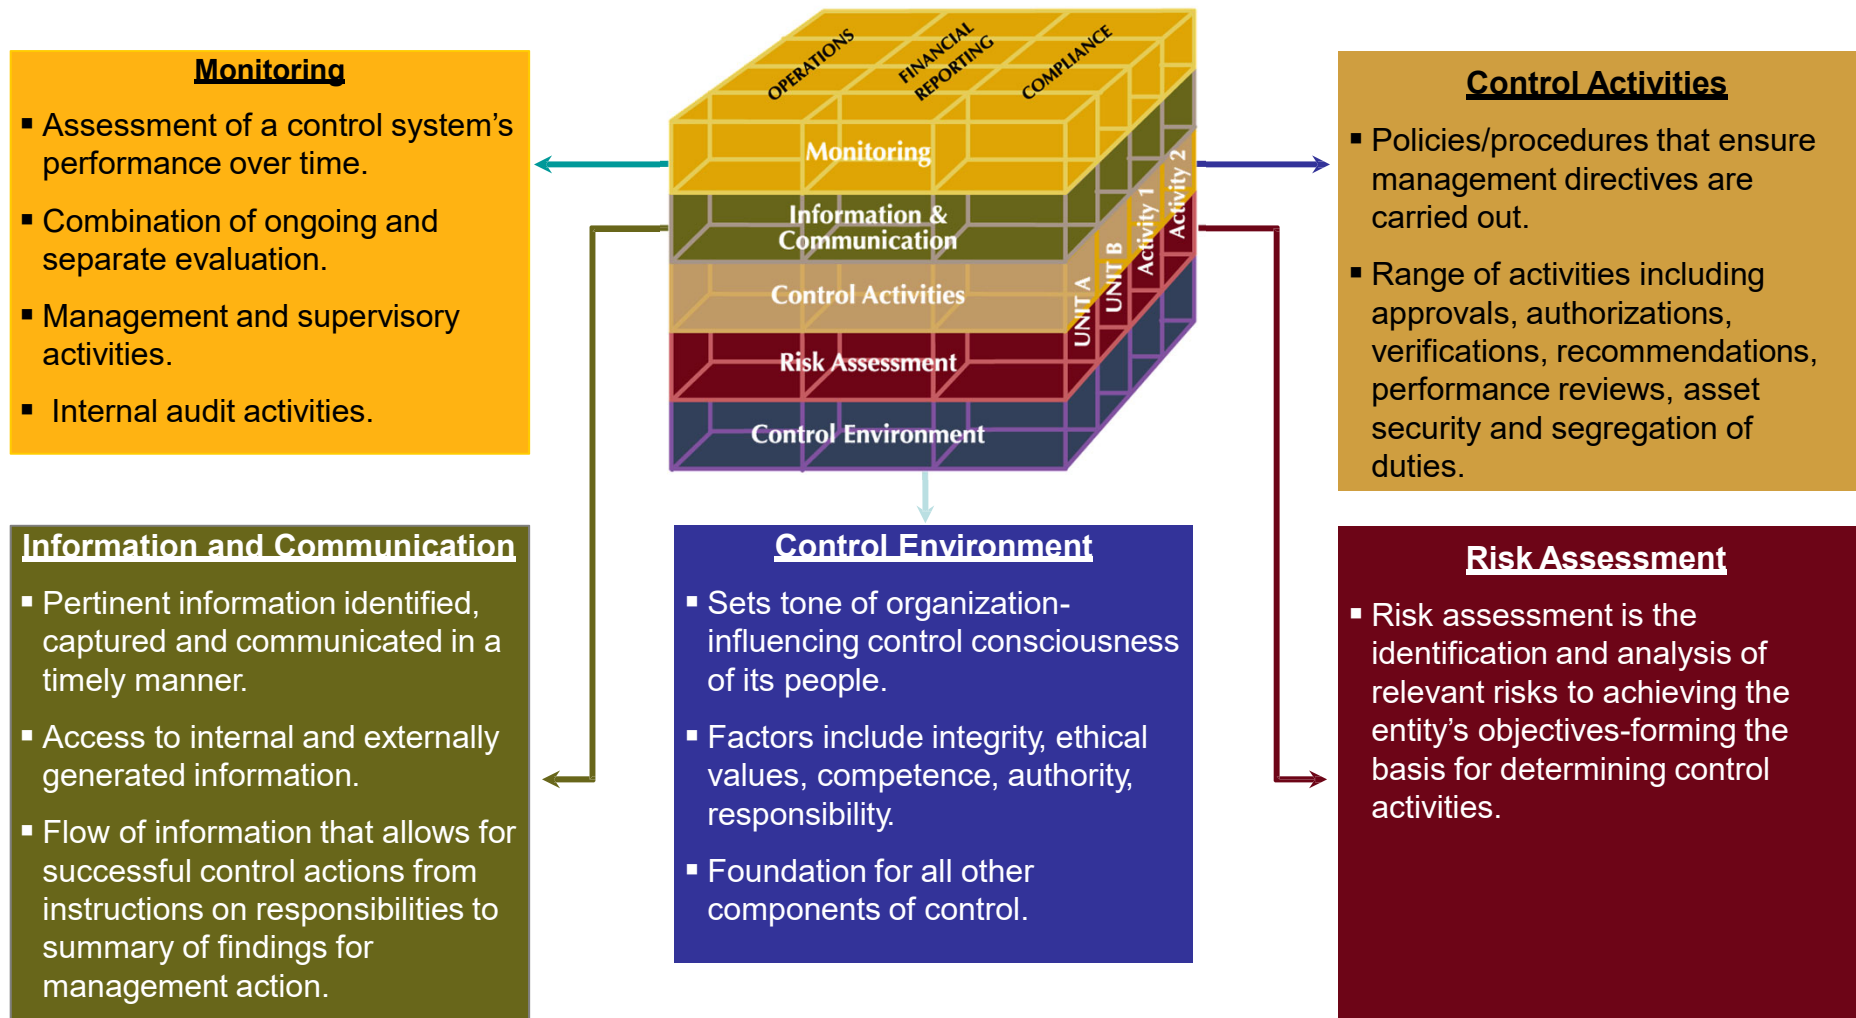 Monitoring
▪ Assessment of a control system's
performance over time.
▪ Combination of ongoing and
separate evaluation.
▪ Management and supervisory
activities.
▪ Internal audit activities.
OPERATIONS
FINANCIAL
REPORTING
COMPLIANCE
Monitoring
Information &
Communication
Control Activities
Risk Assessment
Control Environment
UNIT A
UNIT B
Activity 1
Activity 2
Control Activities
▪ Policies/procedures that ensure
management directives are
carried out.
▪ Range of activities including
approvals, authorizations,
verifications, recommendations,
performance reviews, asset
security and segregation of
duties.
Information and Communication
▪ Pertinent information identified,
captured and communicated in a
timely manner.
▪ Access to internal and externally
generated information.
▪ Flow of information that allows for
successful control actions from
instructions on responsibilities to
summary of findings for
management action.
Control Environment
▪ Sets tone of organization-
influencing control consciousness
of its people.
▪ Factors include integrity, ethical
values, competence, authority,
responsibility.
▪ Foundation for all other
components of control.
Risk Assessment
▪ Risk assessment is the
identification and analysis of
relevant risks to achieving the
entity's objectives-forming the
basis for determining control
activities.